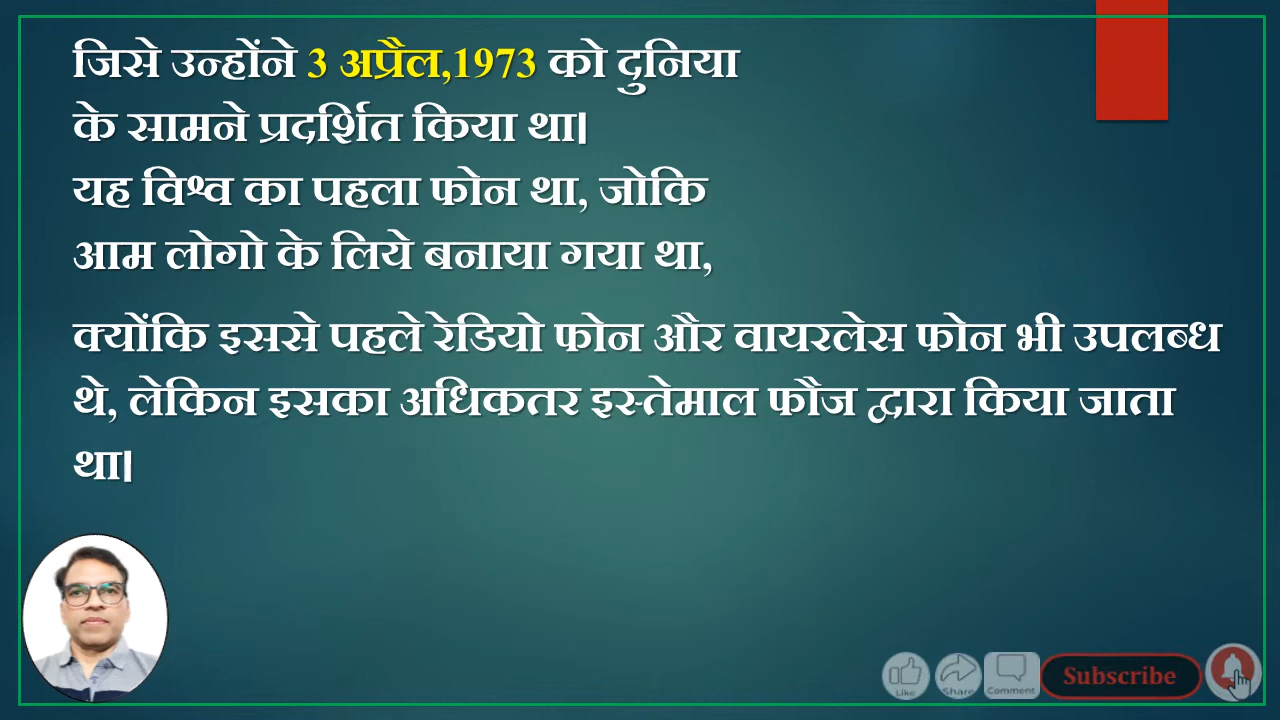 जिसे उन्होंने 3 अप्रैल,1973 को दुनिया
के सामने प्रदर्शित किया था।
यह विश्व का पहला फोन था, जोकि
आम लोगो के लिये बनाया गया था,
क्योंकि इससे पहले रेडियो फोन और वायरलेस फोन भी उपलब्ध
थे, लेकिन इसका अधिकतर इस्तेमाल फौज द्वारा किया जाता
था।
Like Share Comment Subscribe